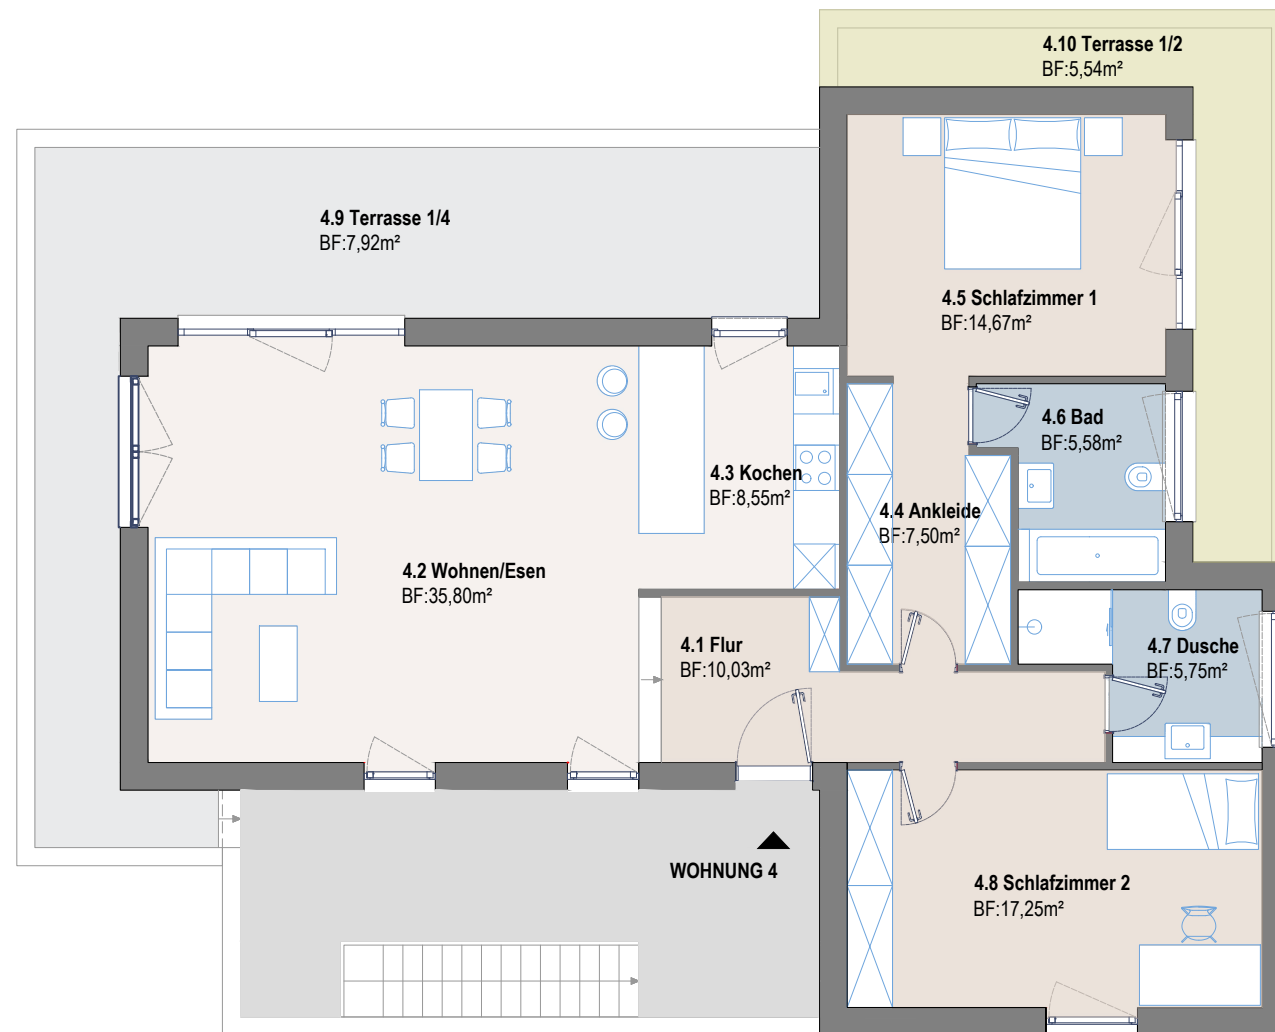 4.10 Terrasse 1/2
BF:5,54m²
4.9 Terrasse 1/4
BF:7,92m²
4.5 Schlafzimmer 1
BF:14,67m²
4.6 Bad
BF:5,58m²
4.3 Kochen
BF:8,55m²
4.4 Ankleide
BF:7,50m²
4.2 Wohnen/Esen
BF:35,80m²
4.1 Flur
BF:10,03m²
4.7 Dusche
BF:5,75m²
WOHNUNG 4
4.8 Schlafzimmer 2
BF:17,25m²